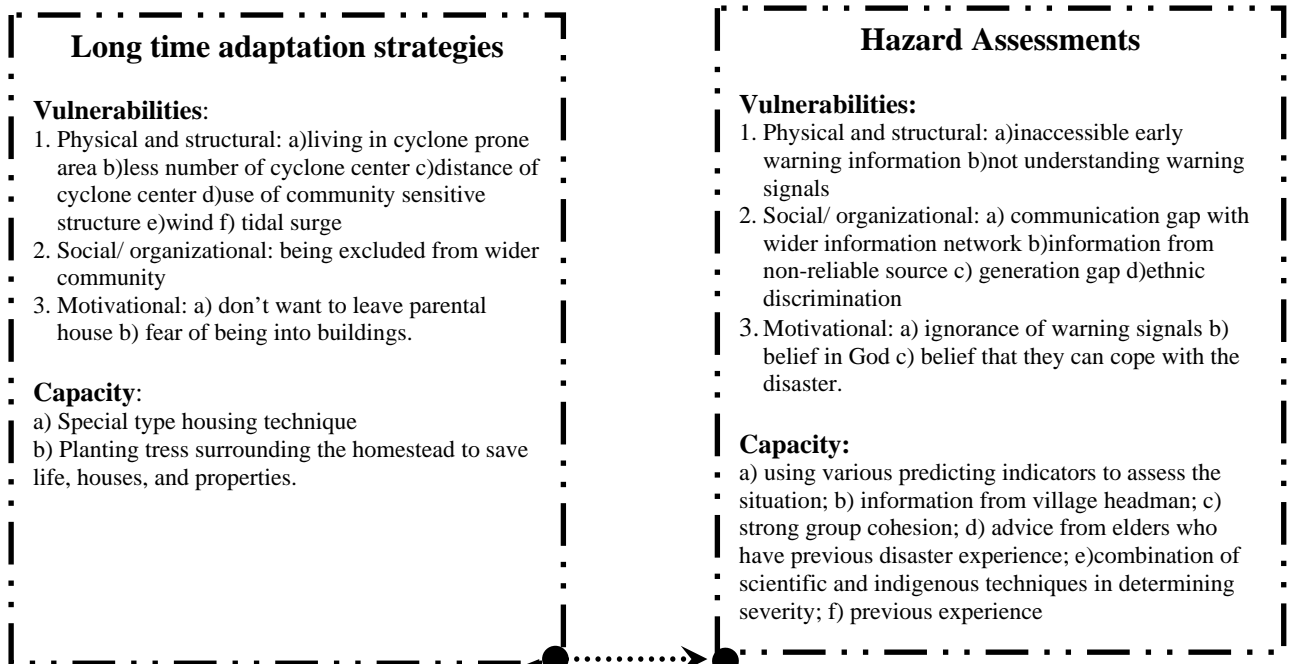 Long time adaptation strategies
Vulnerabilities:
1. Physical and structural: a)living in cyclone prone
area b)less number of cyclone center c)distance of
cyclone center d)use of community sensitive
structure e)wind f) tidal surge
2. Social/ organizational: being excluded from wider
community
3. Motivational: a) don’t want to leave parental
house b) fear of being into buildings.
Capacity:
a) Special type housing technique
b) Planting tress surrounding the homestead to save
life, houses, and properties.
Hazard Assessments
Vulnerabilities:
1. Physical and structural: a)inaccessible early
warning information b)not understanding warning
signals
2. Social/ organizational: a) communication gap with
wider information network b)information from
non-reliable source c) generation gap d)ethnic
discrimination
3. Motivational: a) ignorance of warning signals b)
belief in God c) belief that they can cope with the
disaster.
Capacity:
a) using various predicting indicators to assess the
situation; b) information from village headman; c)
strong group cohesion; d) advice from elders who
have previous disaster experience; e)combination of
scientific and indigenous techniques in determining
severity; f) previous experience